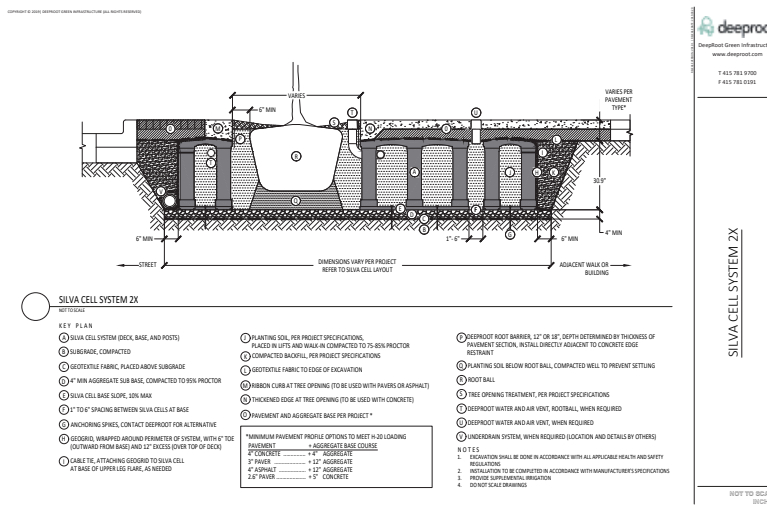 COPYRIGHT © 2019| DEEPROOT GREEN INFRASTRUCTURE (ALL RIGHTS RESERVED)
deeproo
DeepRoot Green Infrastruct
www.deeproot.com
T 415 781 9700
F 415 781 0191
VARIES
6" MIN
VARIES PER
PAVEMENT
TYPE*
30.9"
4" MIN
6" MIN
1"- 6"
6" MIN
STREET
DIMENSIONS VARY PER PROJECT
REFER TO SILVA CELL LAYOUT
ADJACENT WALK OR
BUILDING
SILVA CELL SYSTEM 2X
NOT TO SCALE
KEY PLAN
A SILVA CELL SYSTEM (DECK, BASE, AND POSTS)
B SUBGRADE, COMPACTED
C GEOTEXTILE FABRIC, PLACED ABOVE SUBGRADE
D 4" MIN AGGREGATE SUB BASE, COMPACTED TO 95% PROCTOR
E SILVA CELL BASE SLOPE, 10% MAX
F 1" TO 6" SPACING BETWEEN SILVA CELLS AT BASE
G ANCHORING SPIKES, CONTACT DEEPROOT FOR ALTERNATIVE
H GEOGRID, WRAPPED AROUND PERIMETER OF SYSTEM, WITH 6" TOE
(OUTWARD FROM BASE) AND 12" EXCESS (OVER TOP OF DECK)
I CABLE TIE, ATTACHING GEOGRID TO SILVA CELL
AT BASE OF UPPER LEG FLARE, AS NEEDED
J PLANTING SOIL, PER PROJECT SPECIFICATIONS,
PLACED IN LIFTS AND WALK-IN COMPACTED TO 75-85% PROCTOR
K COMPACTED BACKFILL, PER PROJECT SPECIFICATIONS
L GEOTEXTILE FABRIC TO EDGE OF EXCAVATION
M RIBBON CURB AT TREE OPENING (TO BE USED WITH PAVERS OR ASPHALT)
N THICKENED EDGE AT TREE OPENING (TO BE USED WITH CONCRETE)
O PAVEMENT AND AGGREGATE BASE PER PROJECT *
*MINIMUM PAVEMENT PROFILE OPTIONS TO MEET H-20 LOADING
PAVEMENT + AGGREGATE BASE COURSE
4" CONCRETE ............ + 4" AGGREGATE
3" PAVER ............ + 12" AGGREGATE
4" ASPHALT ............ + 12" AGGREGATE
2.6" PAVER ............ + 5" CONCRETE
P DEEPROOT ROOT BARRIER, 12" OR 18", DEPTH DETERMINED BY THICKNESS OF
PAVEMENT SECTION, INSTALL DIRECTLY ADJACENT TO CONCRETE EDGE
RESTRAINT
Q PLANTING SOIL BELOW ROOT BALL, COMPACTED WELL TO PREVENT SETTLING
R ROOT BALL
S TREE OPENING TREATMENT, PER PROJECT SPECIFICATIONS
T DEEPROOT WATER AND AIR VENT, ROOTBALL, WHEN REQUIRED
U DEEPROOT WATER AND AIR VENT, WHEN REQUIRED
V UNDERDRAIN SYSTEM, WHEN REQUIRED (LOCATION AND DETAILS BY OTHERS)
NOTES
1. EXCAVATION SHALL BE DONE IN ACCORDANCE WITH ALL APPLICABLE HEALTH AND SAFETY
REGULATIONS
2. INSTALLATION TO BE COMPLETED IN ACCORDANCE WITH MANUFACTURER'S SPECIFICATIONS
3. PROVIDE SUPPLEMENTAL IRRIGATION
4. DO NOT SCALE DRAWINGS
SILVA CELL SYSTEM 2X
NOT TO SCA
INCH